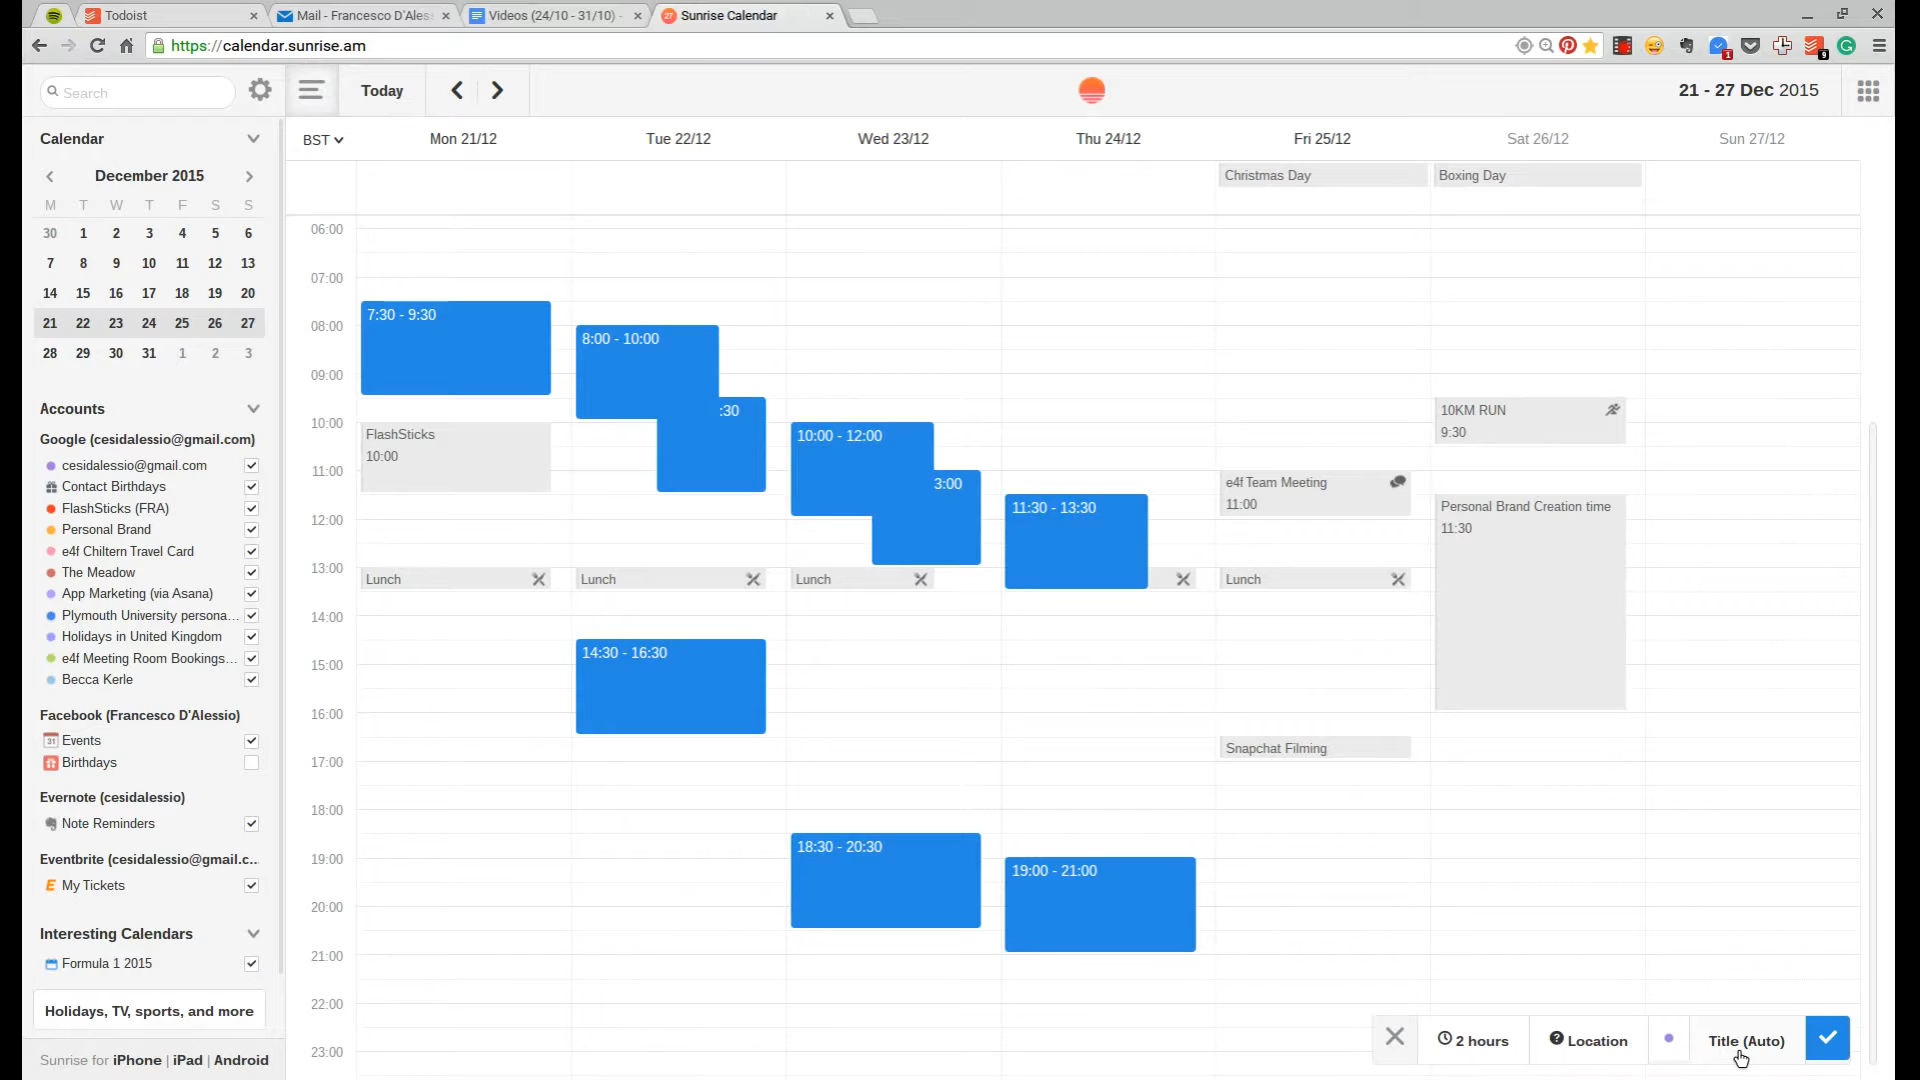 Todoist
Mail - Francesco D'Aless
Videos (24/10 - 31/10) -
27
Sunrise Calendar
https://calendar.sunrise.am
1
9
Search
Today
21 - 27 Dec 2015
Calendar
December 2015
M T W T F S S
30 1 2 3 4 5 6
7 8 9 10 11 12 13
14 15 16 17 18 19 20
21 22 23 24 25 26 27
28 29 30 31 1 2 3
Accounts
Google (cesidalessio@gmail.com)
cesidalessio@gmail.com
Contact Birthdays
FlashSticks (FRA)
Personal Brand
e4f Chiltern Travel Card
The Meadow
App Marketing (via Asana)
Plymouth University persona...
Holidays in United Kingdom
e4f Meeting Room Bookings...
Becca Kerle
Facebook (Francesco D'Alessio)
31 Events
Birthdays
Evernote (cesidalessio)
Note Reminders
Eventbrite (cesidalessio@gmail.c...
E My Tickets
Interesting Calendars
Formula 1 2015
Holidays, TV, sports, and more
Sunrise for iPhone | iPad | Android
BST
Mon 21/12
Tue 22/12
Wed 23/12
Thu 24/12
Fri 25/12
Sat 26/12
Sun 27/12
Christmas Day
Boxing Day
06:00
07:00
08:00
09:00
10:00
11:00
12:00
13:00
14:00
15:00
16:00
17:00
18:00
19:00
20:00
21:00
22:00
23:00
7:30 - 9:30
FlashSticks
10:00
Lunch
8:00 - 10:00
:30
Lunch
14:30 - 16:30
10:00 - 12:00
3:00
Lunch
18:30 - 20:30
11:30 - 13:30
19:00 - 21:00
e4f Team Meeting
11:00
Lunch
Snapchat Filming
10KM RUN
9:30
Personal Brand Creation time
11:30
2 hours
? Location
Title (Auto)